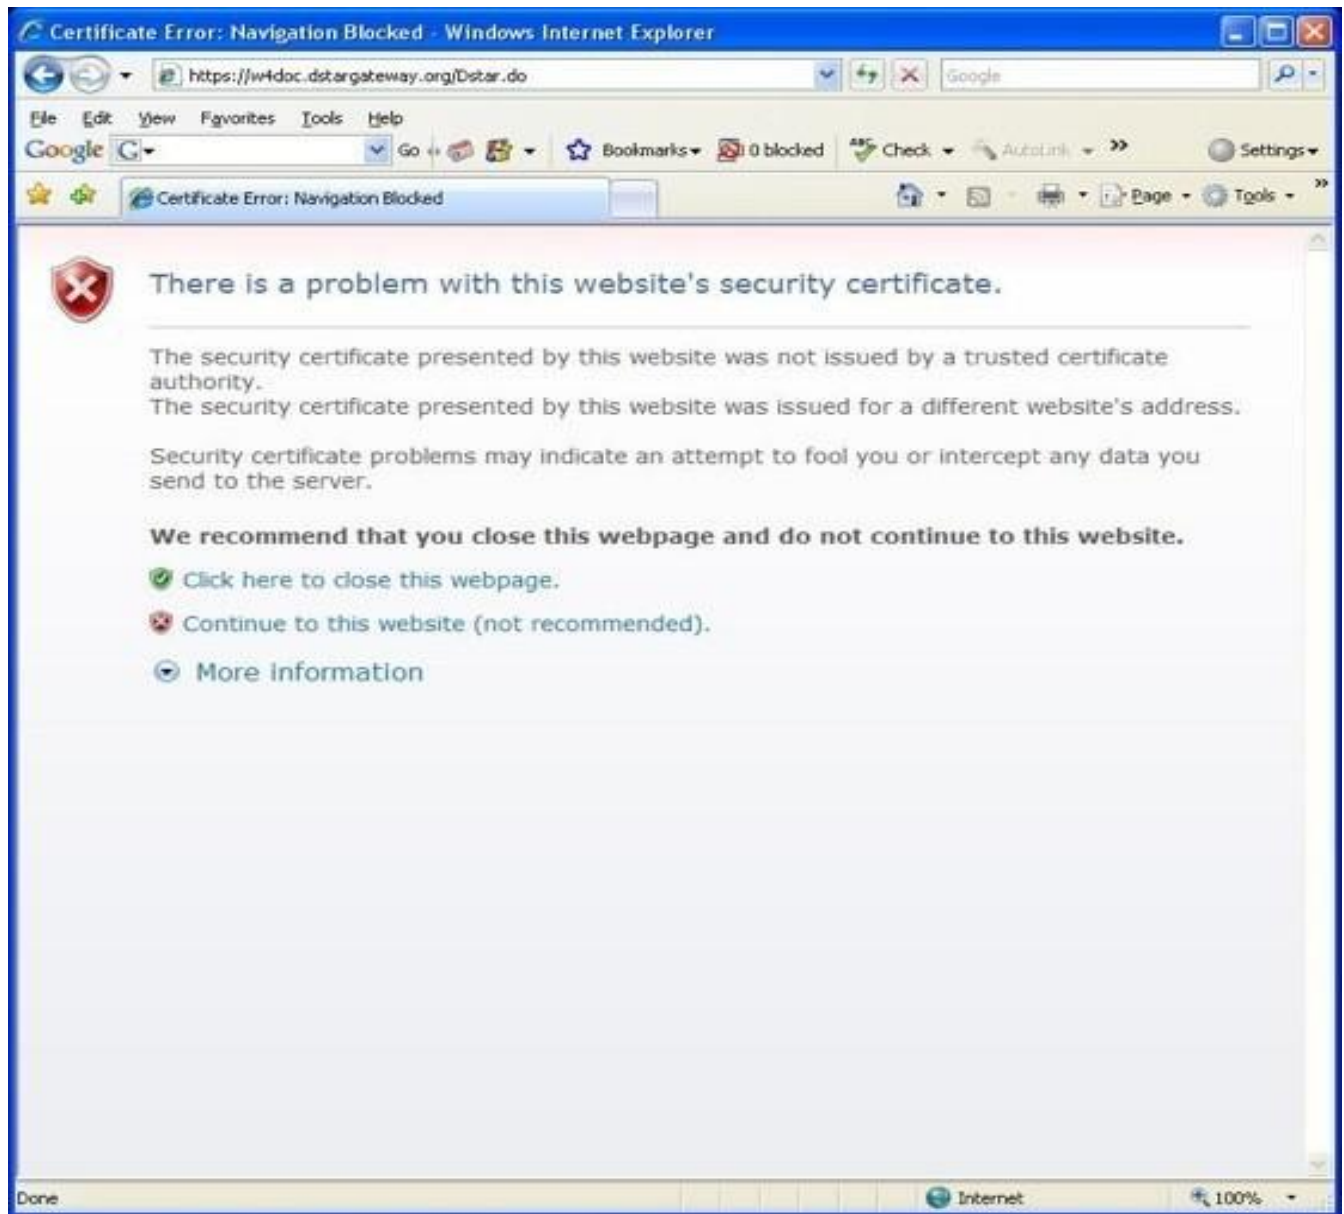 Certificate Error: Navigation Blocked - Windows Internet Explorer
https://w4doc.dstargateway.org/Dstar.do
Google
File Edit View Favorites Tools Help
Google G Go Bookmarks 0 blocked ABC Check AutoLink >> Settings
Certificate Error: Navigation Blocked Page Tools >>
There is a problem with this website's security certificate.
The security certificate presented by this website was not issued by a trusted certificate
authority.
The security certificate presented by this website was issued for a different website's address.
Security certificate problems may indicate an attempt to fool you or intercept any data you
send to the server.
We recommend that you close this webpage and do not continue to this website.
Click here to close this webpage.
Continue to this website (not recommended).
More information
Done Internet 100%